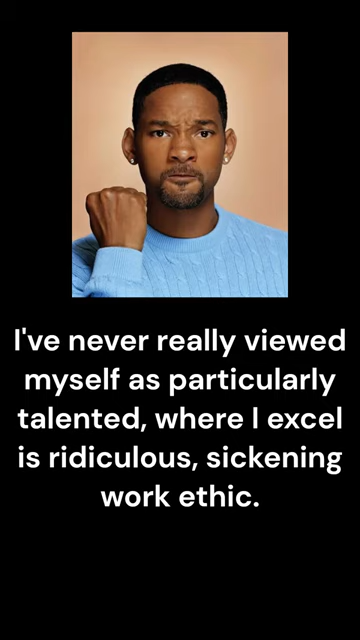 I've never really viewed
myself as particularly
talented, where I excel
is ridiculous, sickening
work ethic.